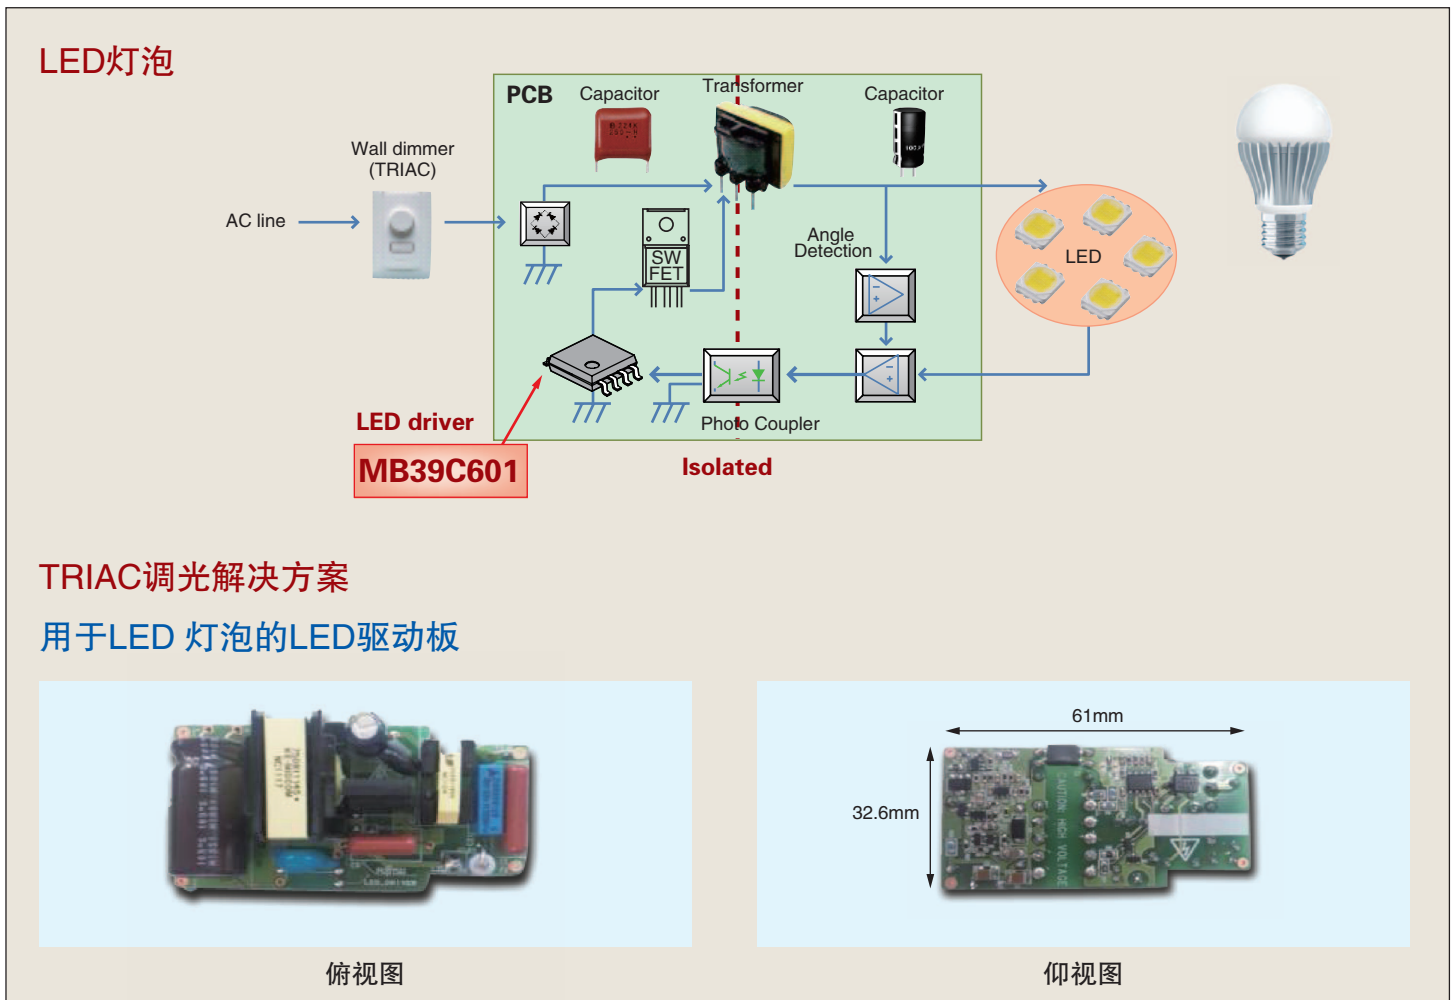 LED灯泡
PCB
Capacitor
Transformer
Capacitor
Wall dimmer
(TRIAC)
AC line
SW
FET
Angle
Detection
LED
Photo Coupler
LED driver
MB39C601
Isolated
TRIAC调光解决方案
用于LED 灯泡的LED驱动板
61mm
32.6mm
CAUTION! HIGH VOLTAGE
俯视图
仰视图